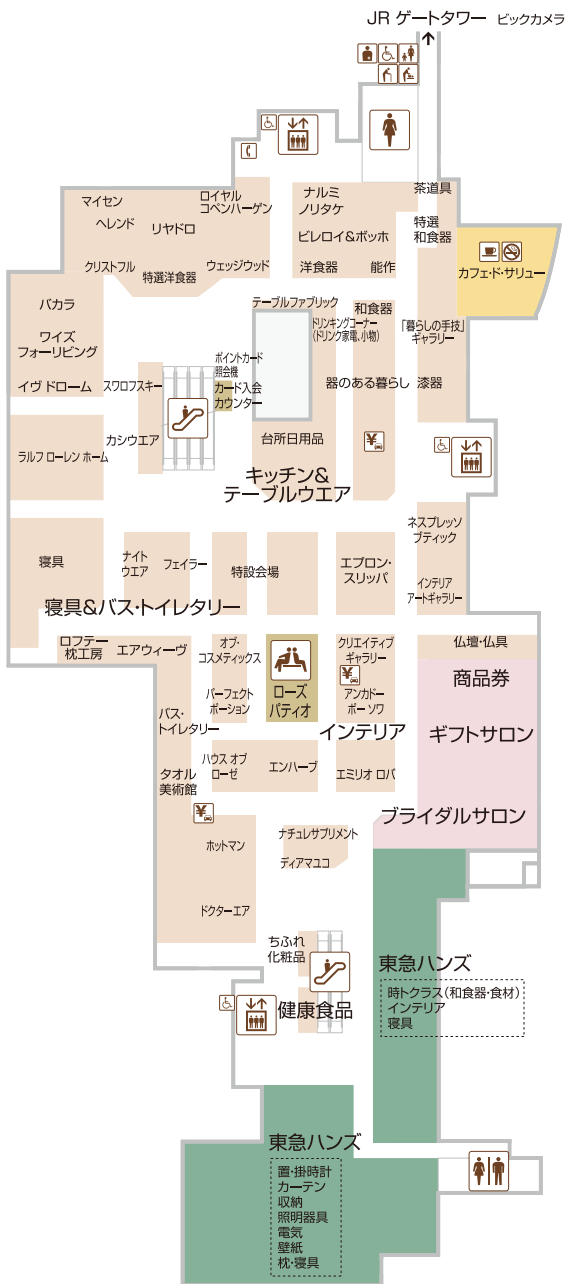 JR ゲートタワー ビックカメラ
マイセン
ヘレンド
リヤドロ
ロイヤル
コペンハーゲン
クリストフル
特選洋食器
ウェッジウッド
ナルミ
ノリタケ
ビレロイ&ボッホ
洋食器
能作
茶道具
特選
和食器
カフェ・ド・サリュー
バカラ
ワイズ
フォーリビング
イヴ ドローム
スワロフスキー
カシウエア
ラルフ ローレン ホーム
ポイントカード
照会機
カード入会
カウンター
テーブルファブリック
ドリンキングコーナー
(ドリンク家電、小物)
和食器
「暮らしの手技」
ギャラリー
器のある暮らし
漆器
台所日用品
¥
キッチン&
テーブルウエア
ネスプレッソ
ブティック
インテリア
アートギャラリー
寝具
ナイト
ウエア
フェイラー
特設会場
エプロン・
スリッパ
寝具&バス・トイレタリー
ロフテー
枕工房
エアウィーヴ
オブ・
コスメティックス
パーフェクト
ポーション
ローズ
パティオ
クリエイティブ
ギャラリー
¥
アンカドー
ボー ソワ
インテリア
仏壇・仏具
商品券
ギフトサロン
ブライダルサロン
バス・
トイレタリー
タオル
美術館
¥
ハウス オブ
ローゼ
エンハーブ
エミリオ ロバ
ホットマン
ドクターエア
ナチュレサプリメント
ディアマユコ
ちふれ
化粧品
健康食品
東急ハンズ
時トクラス(和食器・食材)
インテリア
寝具
東急ハンズ
置・掛時計
カーテン
収納
照明器具
電気
壁紙
枕・寝具